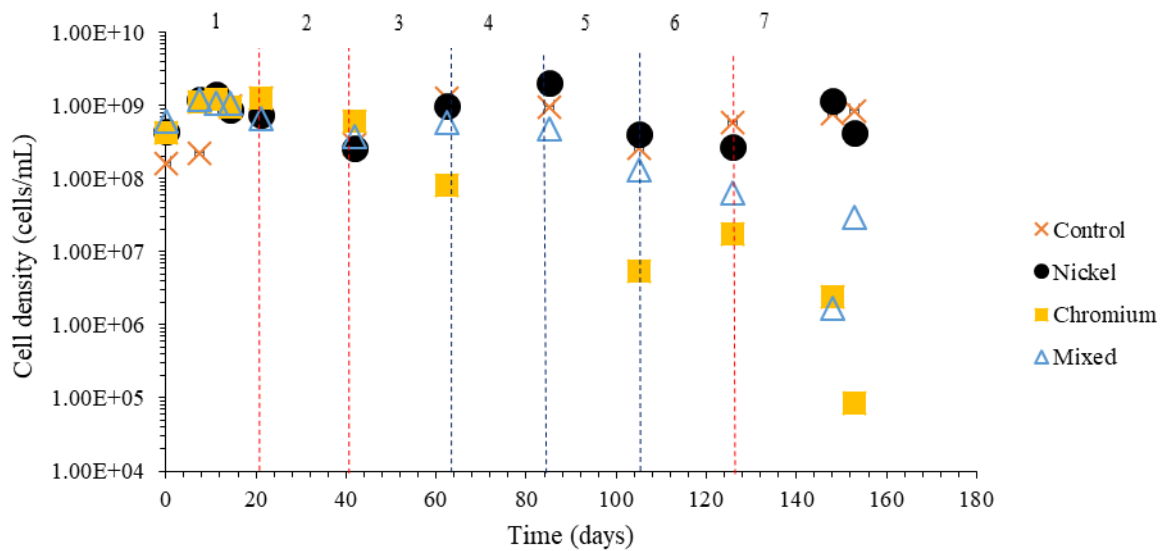 1 2 3 4 5 6 7
1.00E+10
1.00E+09
1.00E+08
1.00E+07
1.00E+06
1.00E+05
1.00E+04
Cell density (cells/mL)
0 20 40 60 80 100 120 140 160 180
Time (days)
Control
Nickel
Chromium
Mixed